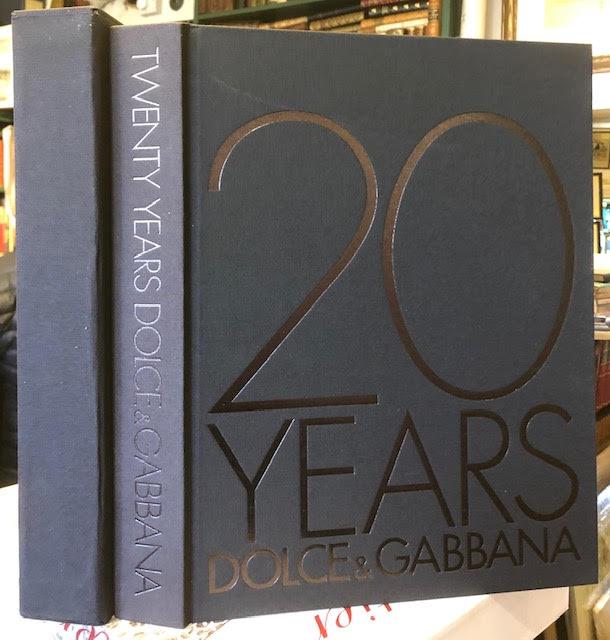 TWENTY YEARS DOLCE & GABBANA
20
YEARS
DOLCE & GABBANA